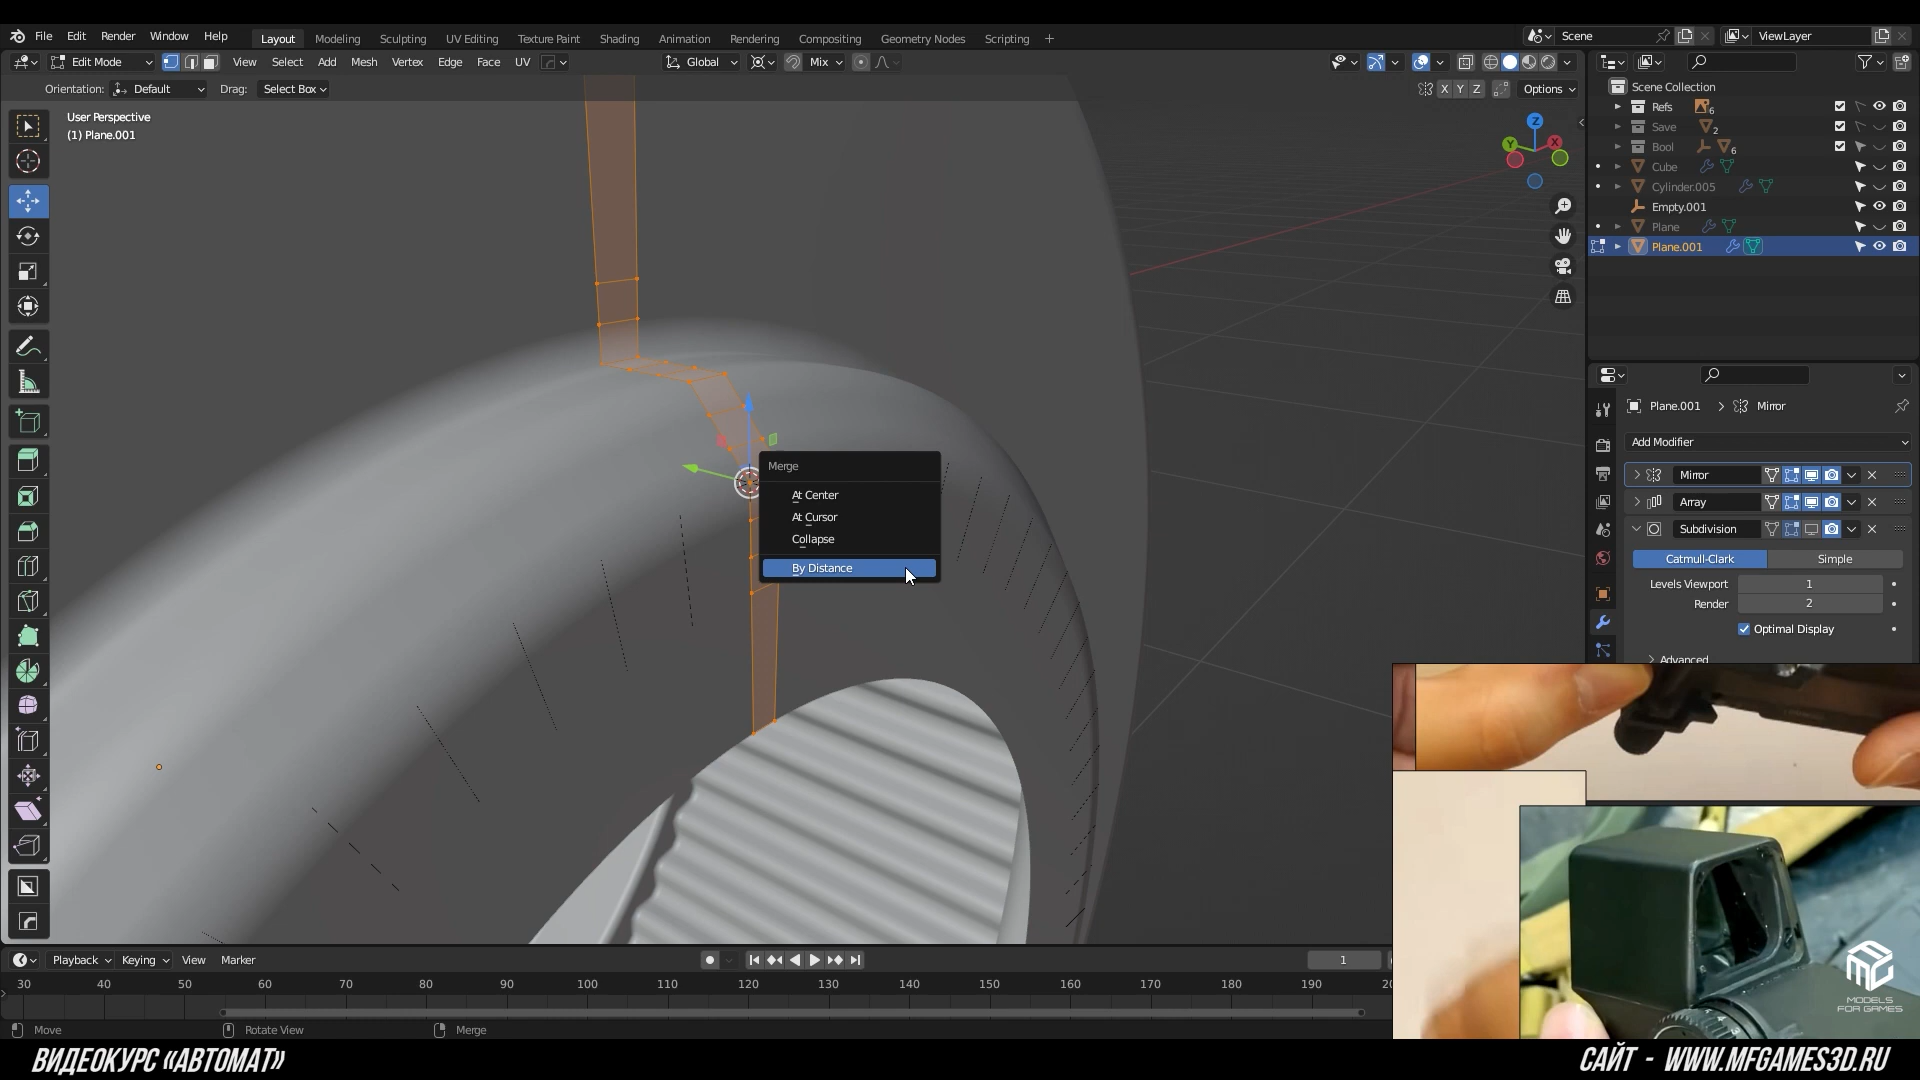 File Edit Render Window Help Layout Modeling Sculpting UV Editing Texture Paint Shading Animation Rendering Compositing Geometry Nodes Scripting + Scene ViewLayer
Edit Mode View Select Add Mesh Vertex Edge Face UV Global Mix
Orientation: Default Drag: Select Box X Y Z Options
User Perspective
(1) Plane.001
Z
Y
X
Scene Collection
Refs 6
Save 2
Bool 6
Cube
Cylinder.005
Empty.001
Plane
Plane.001
Plane.001 > Mirror
Add Modifier
Mirror
Array
Subdivision
Catmull-Clark Simple
Levels Viewport 1
Render 2
Optimal Display
Advanced
Merge
At Center
At Cursor
Collapse
By Distance
Playback Keying View Marker 1
30 40 50 60 70 80 90 100 110 120 130 140 150 160 170 180 190 20
Move Rotate View Merge
MODELS
FOR GAMES
ВИДЕОКУРС «АВТОМАТ» САЙТ - WWW.MFGAMES3D.RU